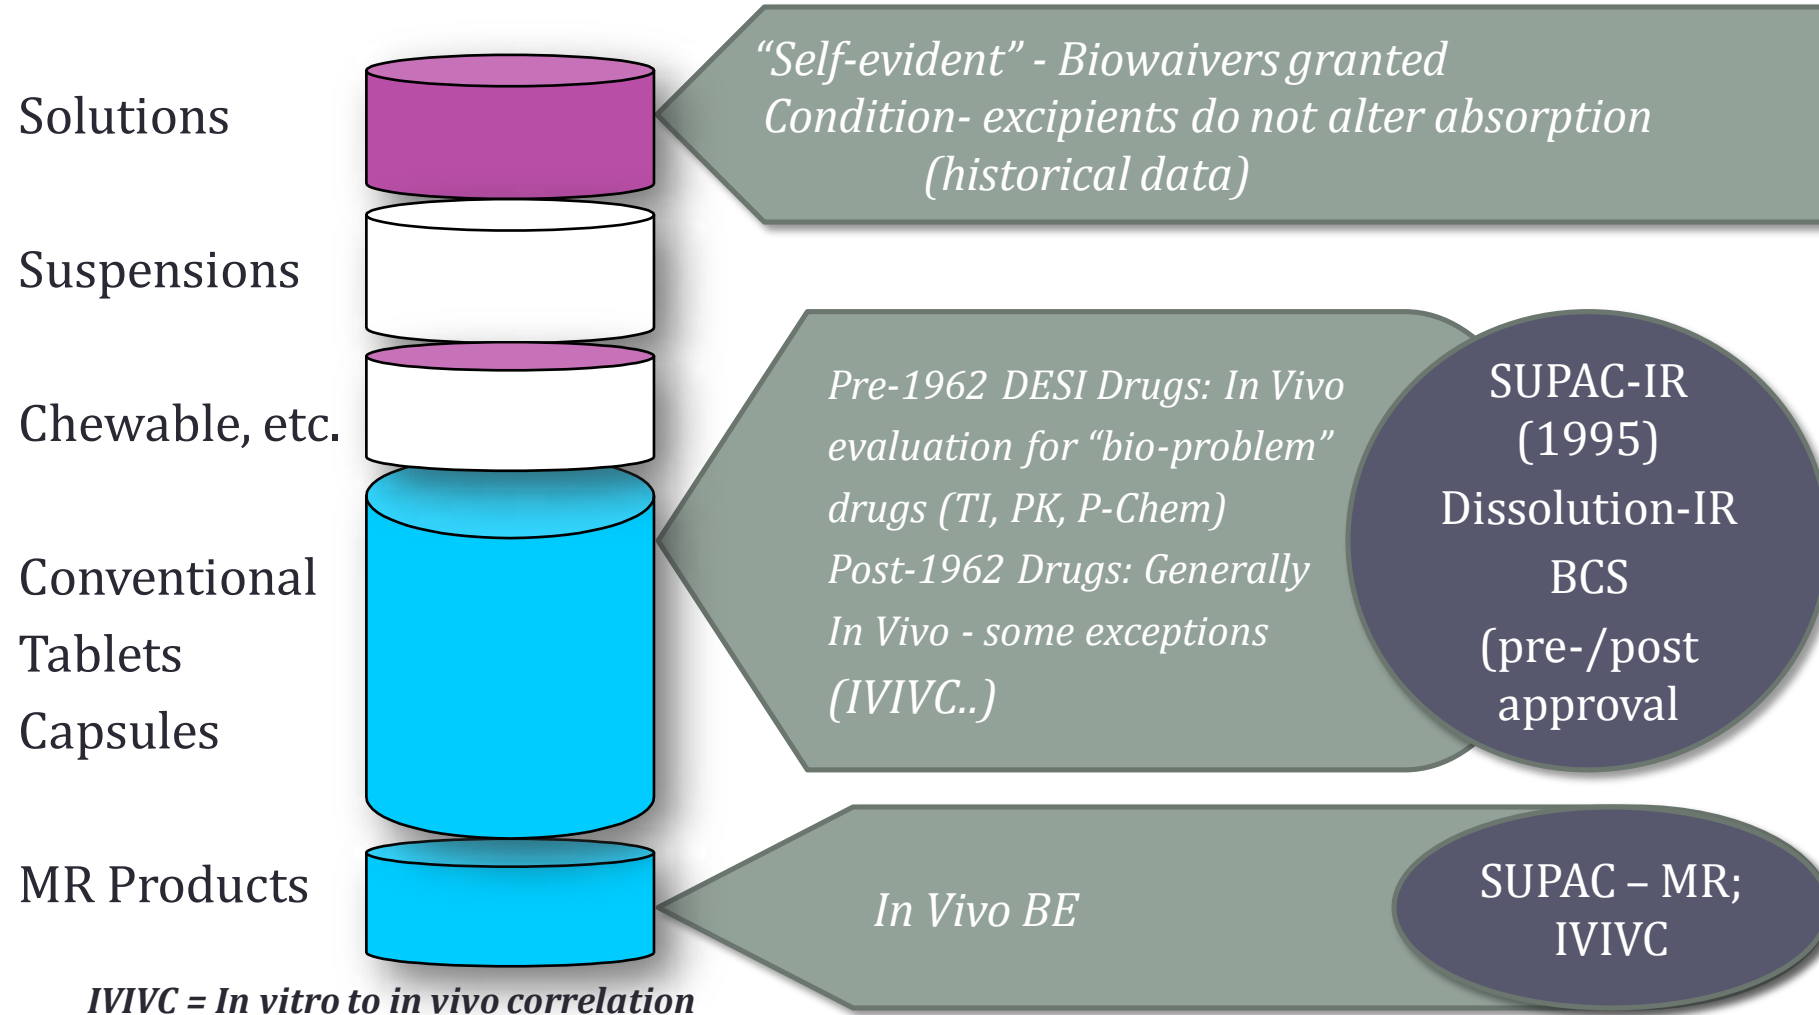 Solutions
“Self-evident” - Biowaivers granted
Condition- excipients do not alter absorption
(historical data)
Suspensions
Chewable, etc.
Conventional
Tablets
Capsules
Pre-1962 DESI Drugs: In Vivo
evaluation for “bio-problem”
drugs (TI, PK, P-Chem)
Post-1962 Drugs: Generally
In Vivo - some exceptions
(IVIVC..)
SUPAC-IR
(1995)
Dissolution-IR
BCS
(pre-/post
approval
MR Products
In Vivo BE
SUPAC – MR;
IVIVC
IVIVC = In vitro to in vivo correlation